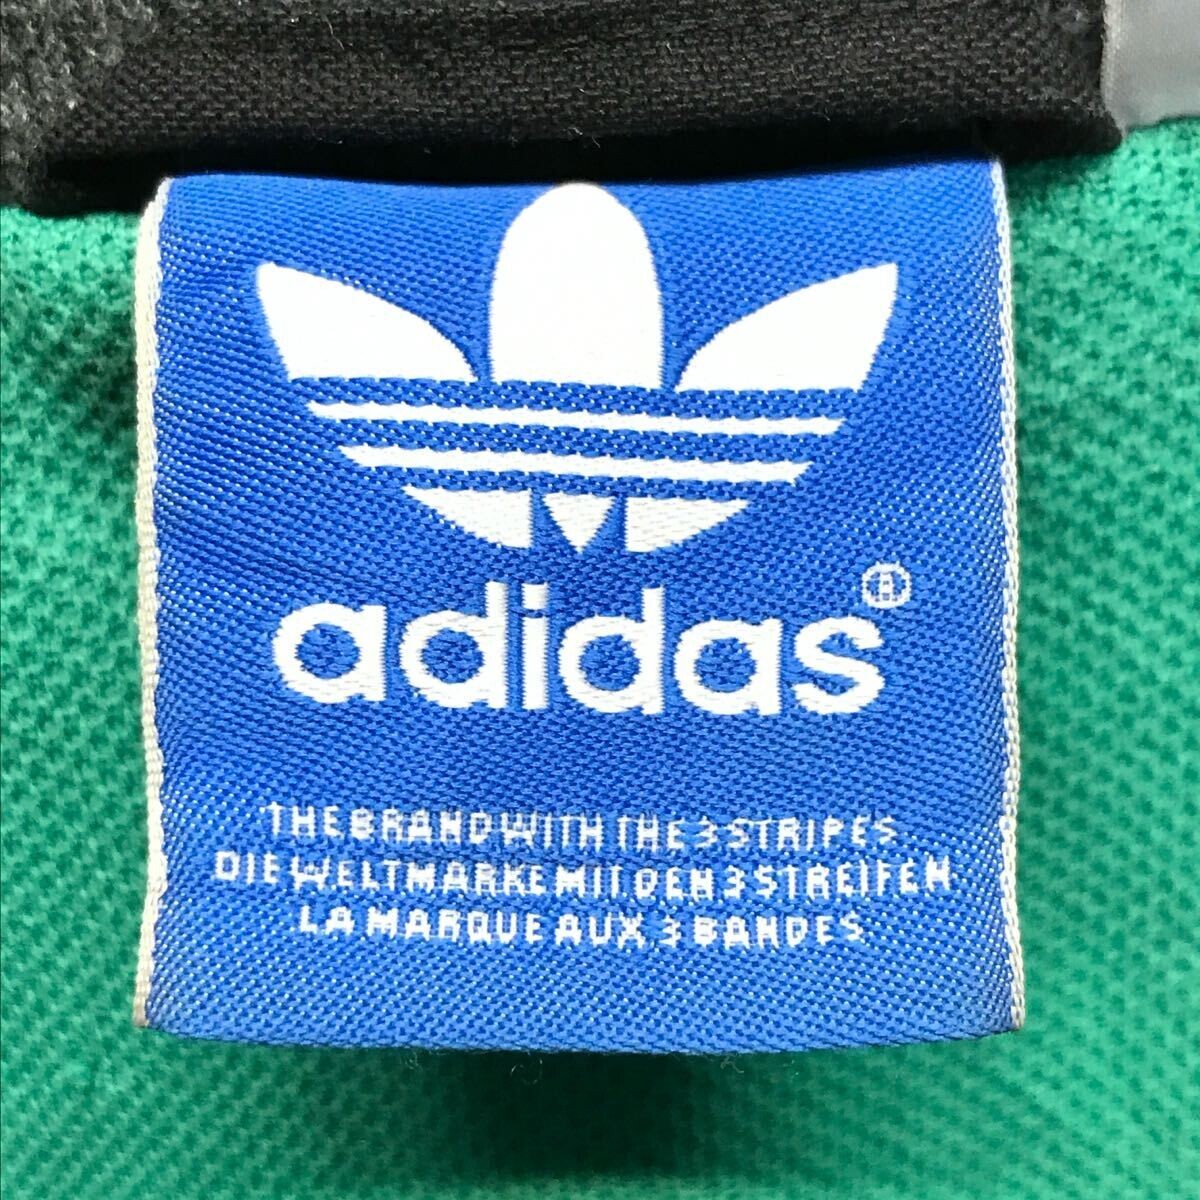 adidas®
THE BRAND WITH THE 3 STRIPES
DIE WELTMARKE MIT DEN 3 STREIFEN
LA MARQUE AUX 3 BANDES